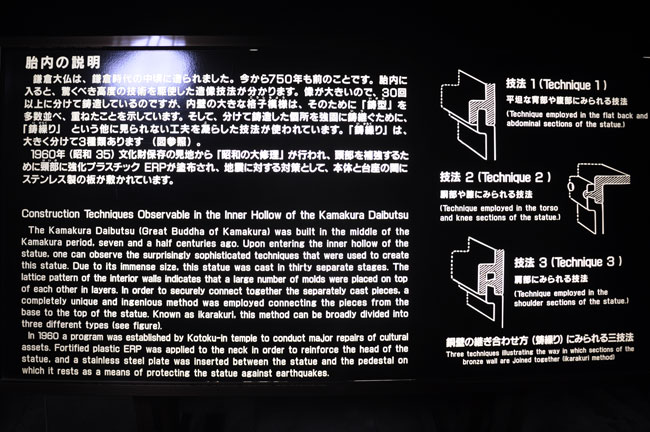 胎内の説明
鎌倉大仏は、鎌倉時代の中頃に造られました。今から750年も前のことです。胎内に
入ると、驚くべき高度の技術を駆使した造像技法が分かります。像が大きいので、30回
以上に分けて鋳造しているのですが、内壁の大きな格子模様は、そのために「鋳型」を
多数並べ、重ねたことを示しています。そして、分けて鋳造した個所を強固に鋳継ぐために、
「鋳繰り」 という他に見られない工夫を凝らした技法が使われています。「鋳繰り」は、
大きく分けて3種類あります (図参照)。
1960年 (昭和 35) 文化財保存の見地から「昭和の大修理」が行われ、頸部を補強するた
めに頸部に強化プラスチック ERPが塗布され、地震に対する対策として、本体と台座の間に
ステンレス製の板が敷かれています。
Construction Techniques Observable in the Inner Hollow of the Kamakura Daibutsu
The Kamakura Daibutsu (Great Buddha of Kamakura) was built in the middle of the
Kamakura period, seven and a half centuries ago. Upon entering the inner hollow of the
statue, one can observe the surprisingly sophisticated techniques that were used to create
this statue. Due to its immense size, this statue was cast in thirty separate stages. The
lattice pattern of the interior walls indicates that a large number of molds were placed on top
of each other in layers. In order to securely connect together the separately cast pieces, a
completely unique and ingenious method was employed connecting the pieces from the
base to the top of the statue. Known as ikarakuri, this method can be broadly divided into
three different types (see figure).
In 1960 a program was established by Kotoku-in temple to conduct major repairs of cultural
assets. Fortified plastic ERP was applied to the neck in order to reinforce the head of the
statue, and a stainless steel plate was inserted between the statue and the pedestal on
which it rests as a means of protecting the statue against earthquakes.
技法 1 (Technique 1)
平坦な背部や腹部にみられる技法
(Technique employed in the flat back and
abdominal sections of the statue.)
技法 2 (Technique 2)
胴部や膝にみられる技法
(Technique employed in the torso
and knee sections of the statue.)
技法 3 (Technique 3)
肩部にみられる技法
(Technique employed in the
shoulder sections of the statue.)
銅壁の継ぎ合わせ方 (鋳繰り) にみられる三技法
Three techniques illustrating the way in which sections of the
bronze wall are joined together (ikarakuri method)